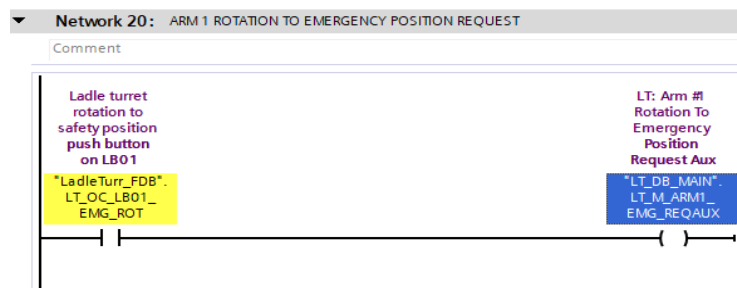 Network 20: ARM 1 ROTATION TO EMERGENCY POSITION REQUEST
Comment
Ladle turret
rotation to
safety position
push button
on LB01
"LadleTurr_FDB".
LT_OC_LB01_
EMG_ROT
LT: Arm #1
Rotation To
Emergency
Position
Request Aux
"LT_DB_MAIN".
LT_M_ARM1_
EMG_REQAUX